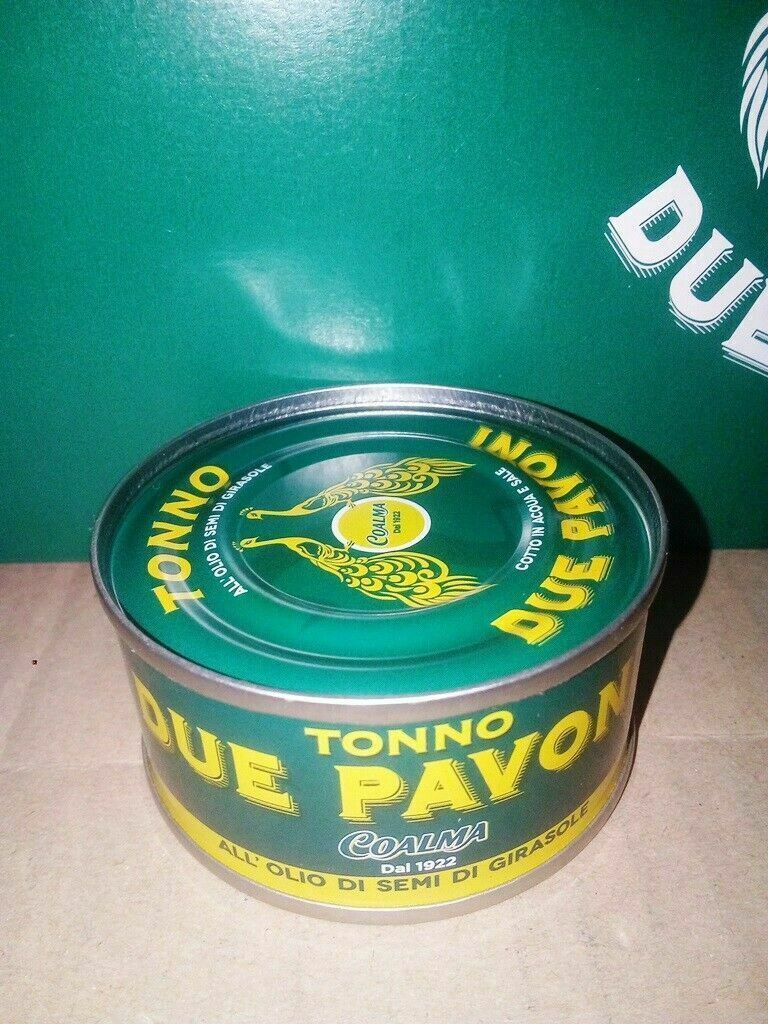 DUE
TONNO
ALL'OLIO DI SEMI DI GIRASOLE
COALMA
Dal 1922
COTTO IN ACQUA E SALE
DUE PAVONI
TONNO
DUE PAVON
COALMA
Dal 1922
ALL'OLIO DI SEMI DI GIRASOLE